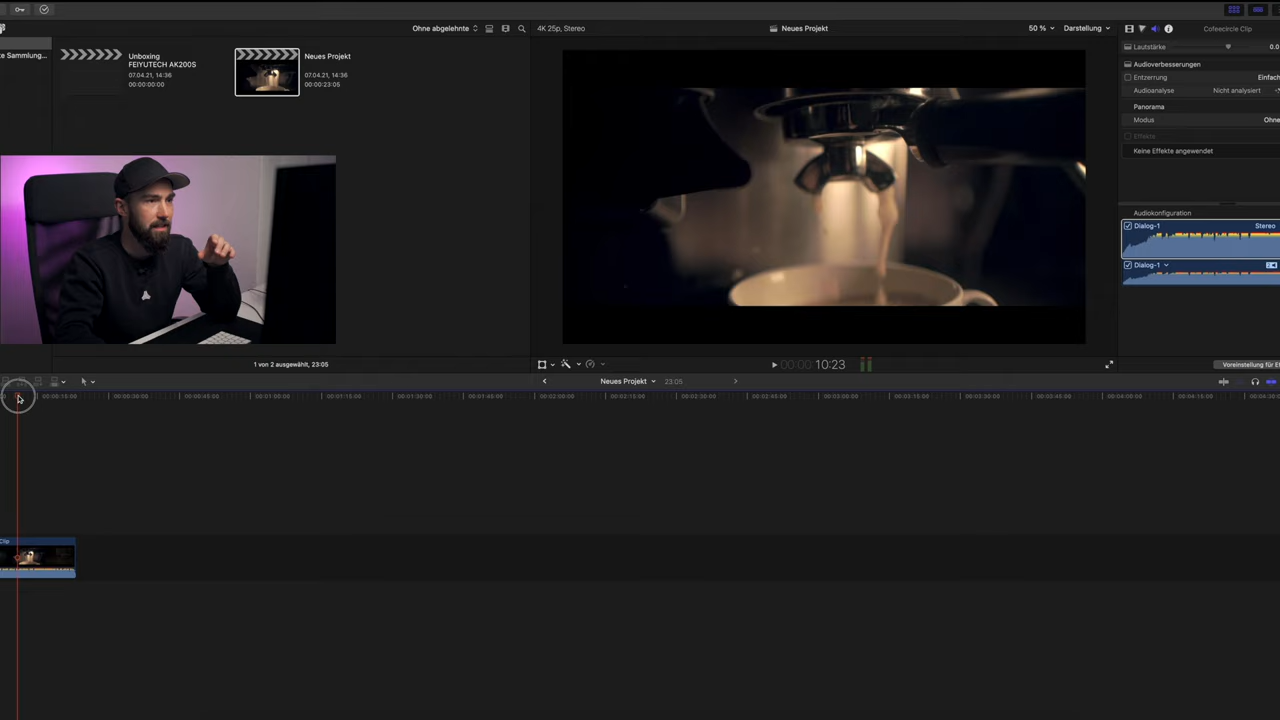 Ohne abgelehnte
4K 25p, Stereo
Neues Projekt
50 %
Darstellung
Cofeecircle Clip
e Sammlung...
Unboxing
FEIYUTECH AK200S
07.04.21, 14:36
00:00:00:00
Neues Projekt
07.04.21, 14:36
00:00:23:05
Lautstärke
0.0
Audioverbesserungen
Entzerrung
Einfach
Audioanalyse
Nicht analysiert
Panorama
Modus
Ohne
Effekte
Keine Effekte angewendet
Audiokonfiguration
Dialog-1
Stereo
Dialog-1
1 von 2 ausgewählt, 23:05
00:00:10:23
Voreinstellung für Ef
Neues Projekt
23:05
00:00:15:00
00:00:30:00
00:00:45:00
00:01:00:00
00:01:15:00
00:01:30:00
00:01:45:00
00:02:00:00
00:02:15:00
00:02:30:00
00:02:45:00
00:03:00:00
00:03:15:00
00:03:30:00
00:03:45:00
00:04:00:00
00:04:15:00
00:04:30:00
Clip